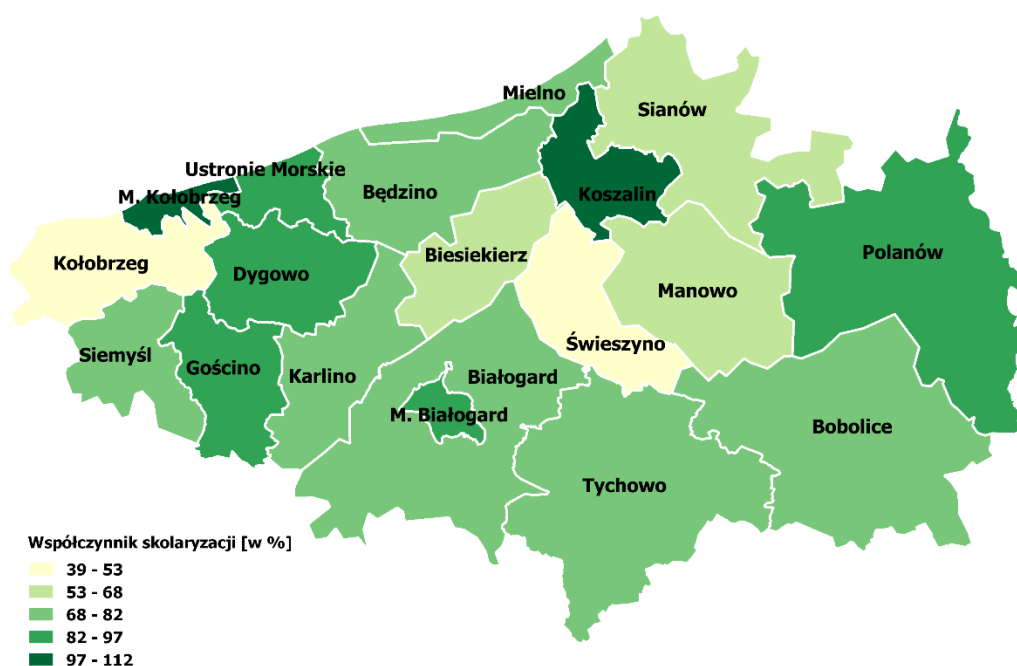 Mielno
Sianów
Ustronie Morskie
M. Kołobrzeg
Będzino
Koszalin
Kołobrzeg
Dygowo
Biesiekierz
Polanów
Manowo
Siemyśl
Gościno
Karlino
Świeszyno
Białogard
M. Białogard
Bobolice
Tychowo
Współczynnik skolaryzacji [w %]
39 - 53
53 - 68
68 - 82
82 - 97
97 - 112